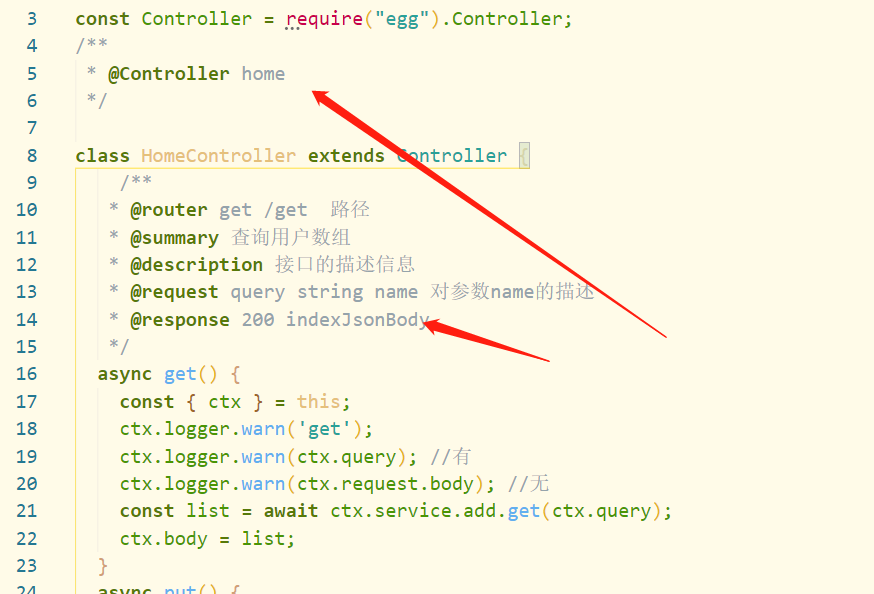 3 const Controller = require("egg").Controller;
4 /**
5 * @Controller home
6 */
7
8 class HomeController extends Controller {
9 /**
10 * @router get /get 路径
11 * @summary 查询用户数组
12 * @description 接口的描述信息
13 * @request query string name 对参数name的描述
14 * @response 200 indexJsonBody
15 */
16 async get() {
17 const { ctx } = this;
18 ctx.logger.warn('get');
19 ctx.logger.warn(ctx.query); //有
20 ctx.logger.warn(ctx.request.body); //无
21 const list = await ctx.service.add.get(ctx.query);
22 ctx.body = list;
23 }
24 async put() {